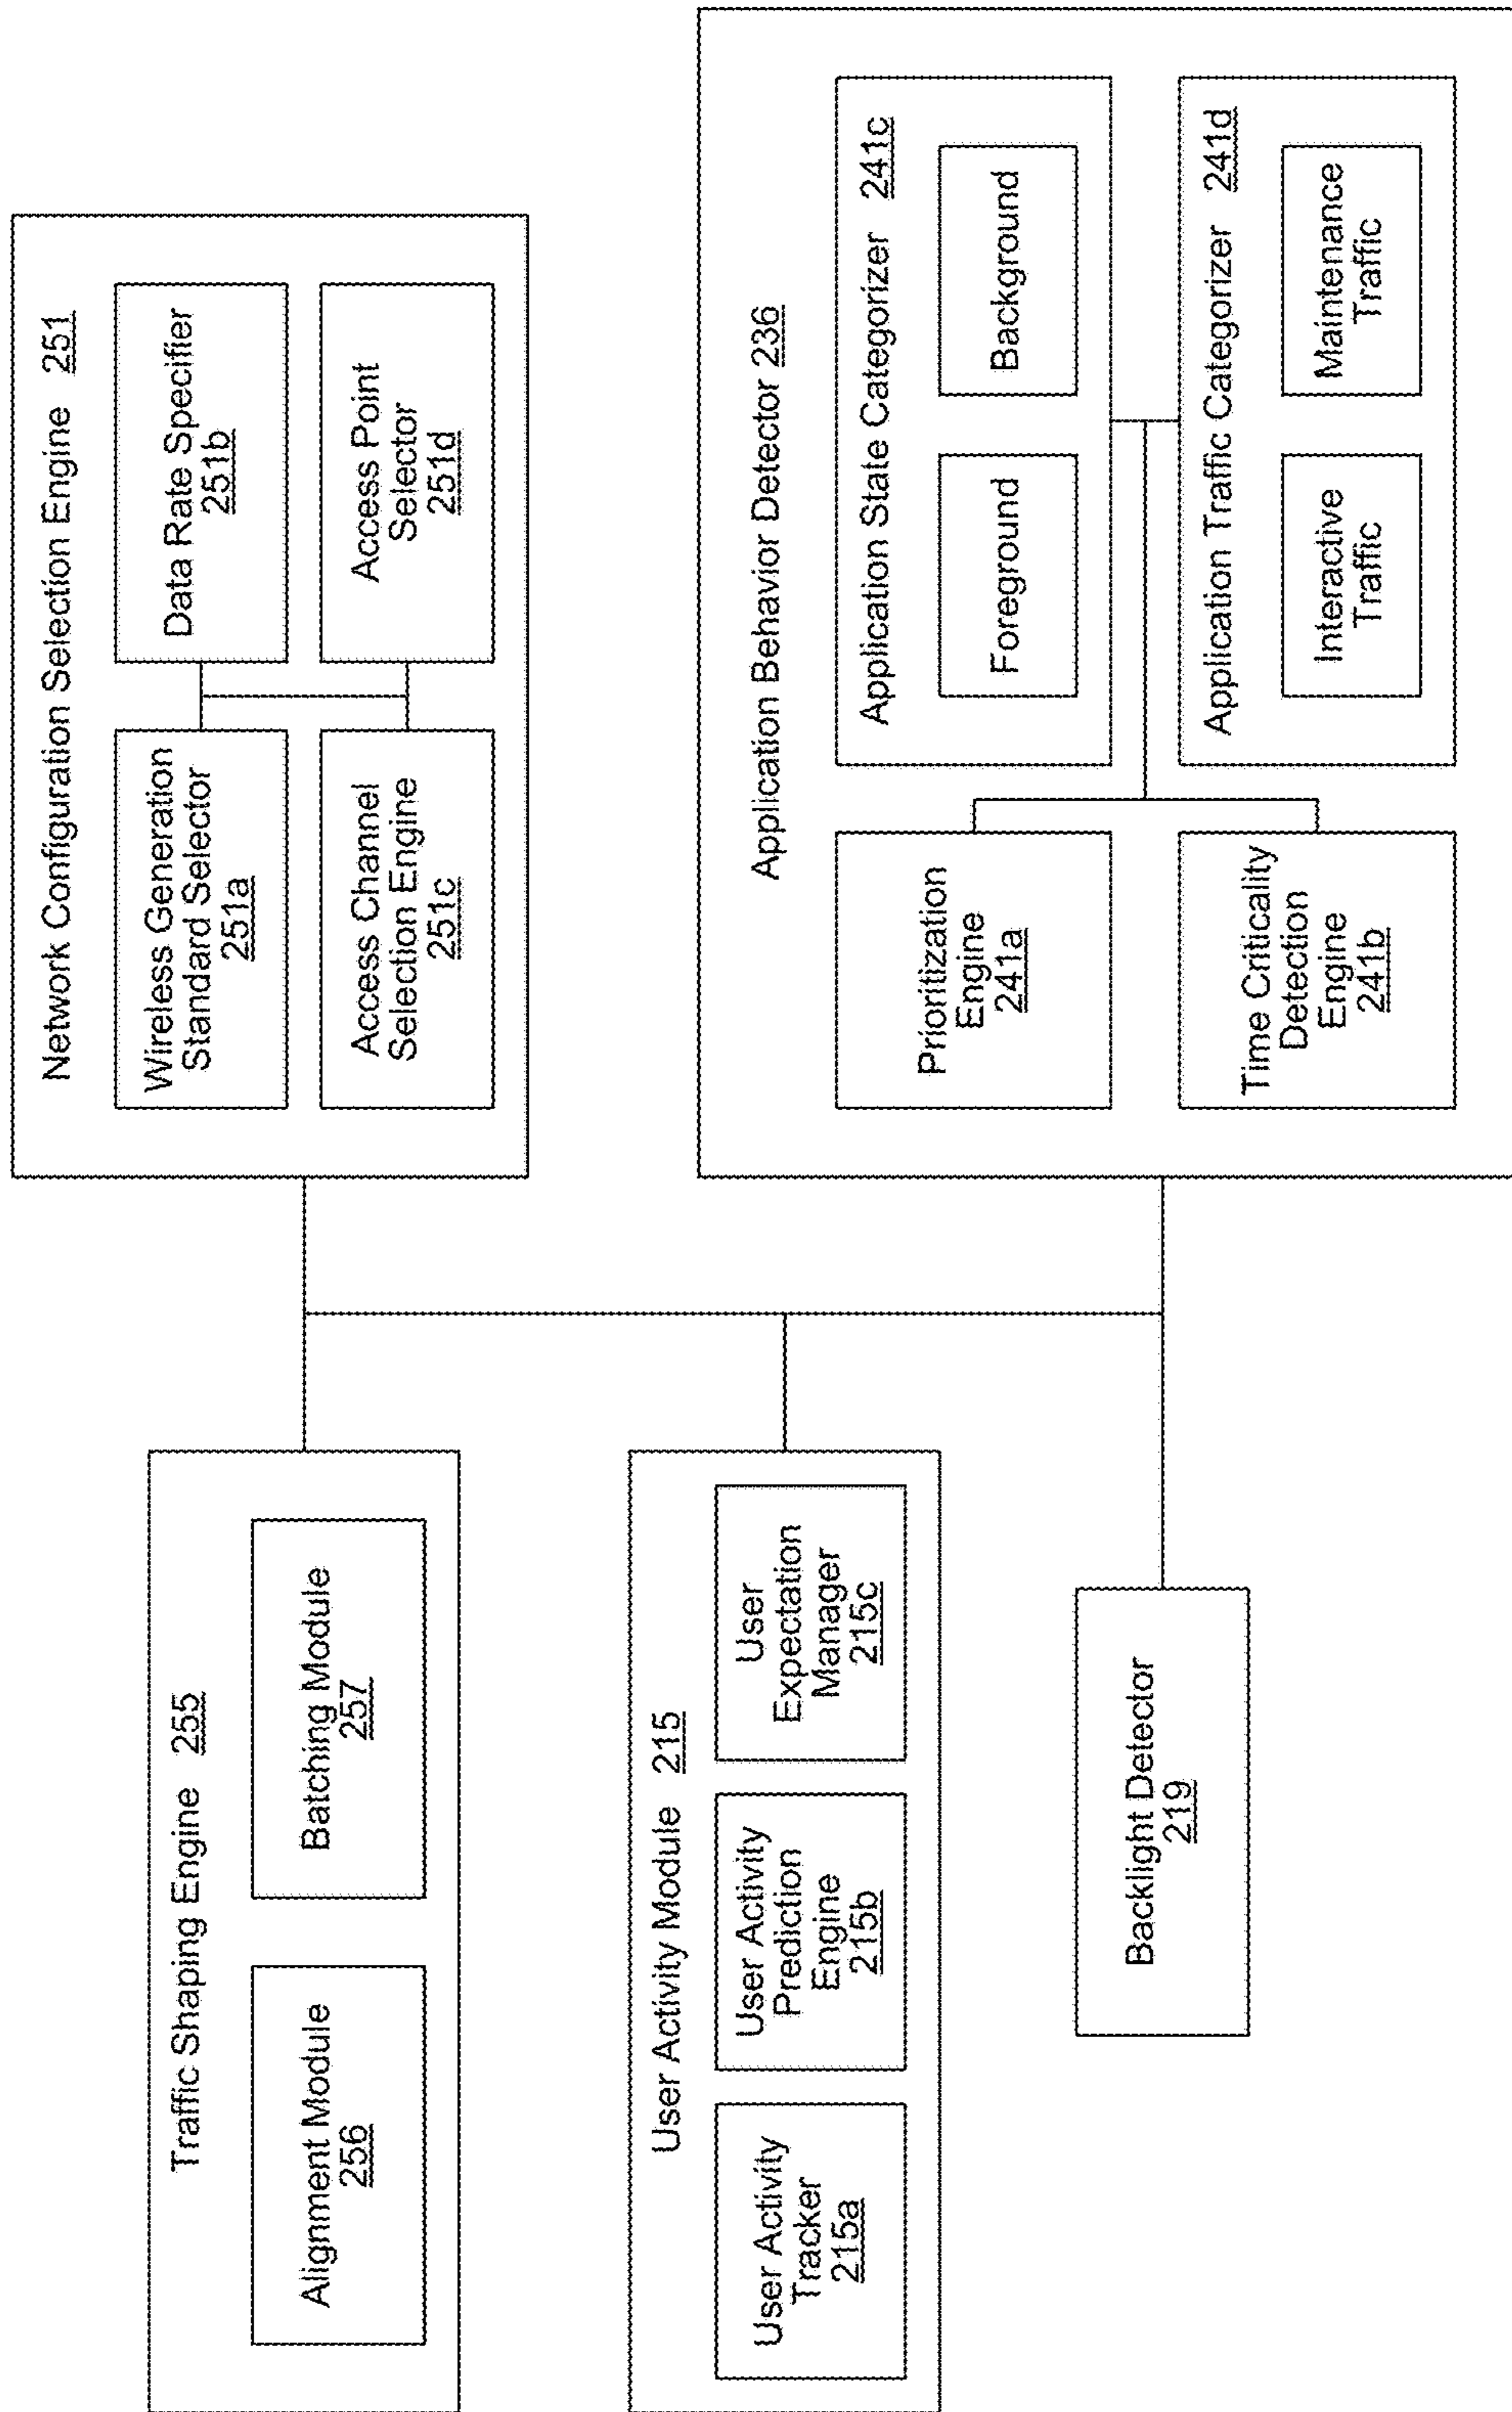 Traffic Shaping Engine 255
Alignment Module
256
Batching Module
257
User Activity Module 215
User Activity
Tracker
215a
User Activity
Prediction
Engine
215b
User
Expectation
Manager
215c
Backlight Detector
219
Network Configuration Selection Engine 251
Wireless Generation
Standard Selector
251a
Data Rate Specifier
251b
Access Channel
Selection Engine
251c
Access Point
Selector
251d
Application Behavior Detector 236
Prioritization
Engine
241a
Time Criticality
Detection
Engine
241b
Application State Categorizer 241c
Foreground
Background
Application Traffic Categorizer 241d
Interactive
Traffic
Maintenance
Traffic